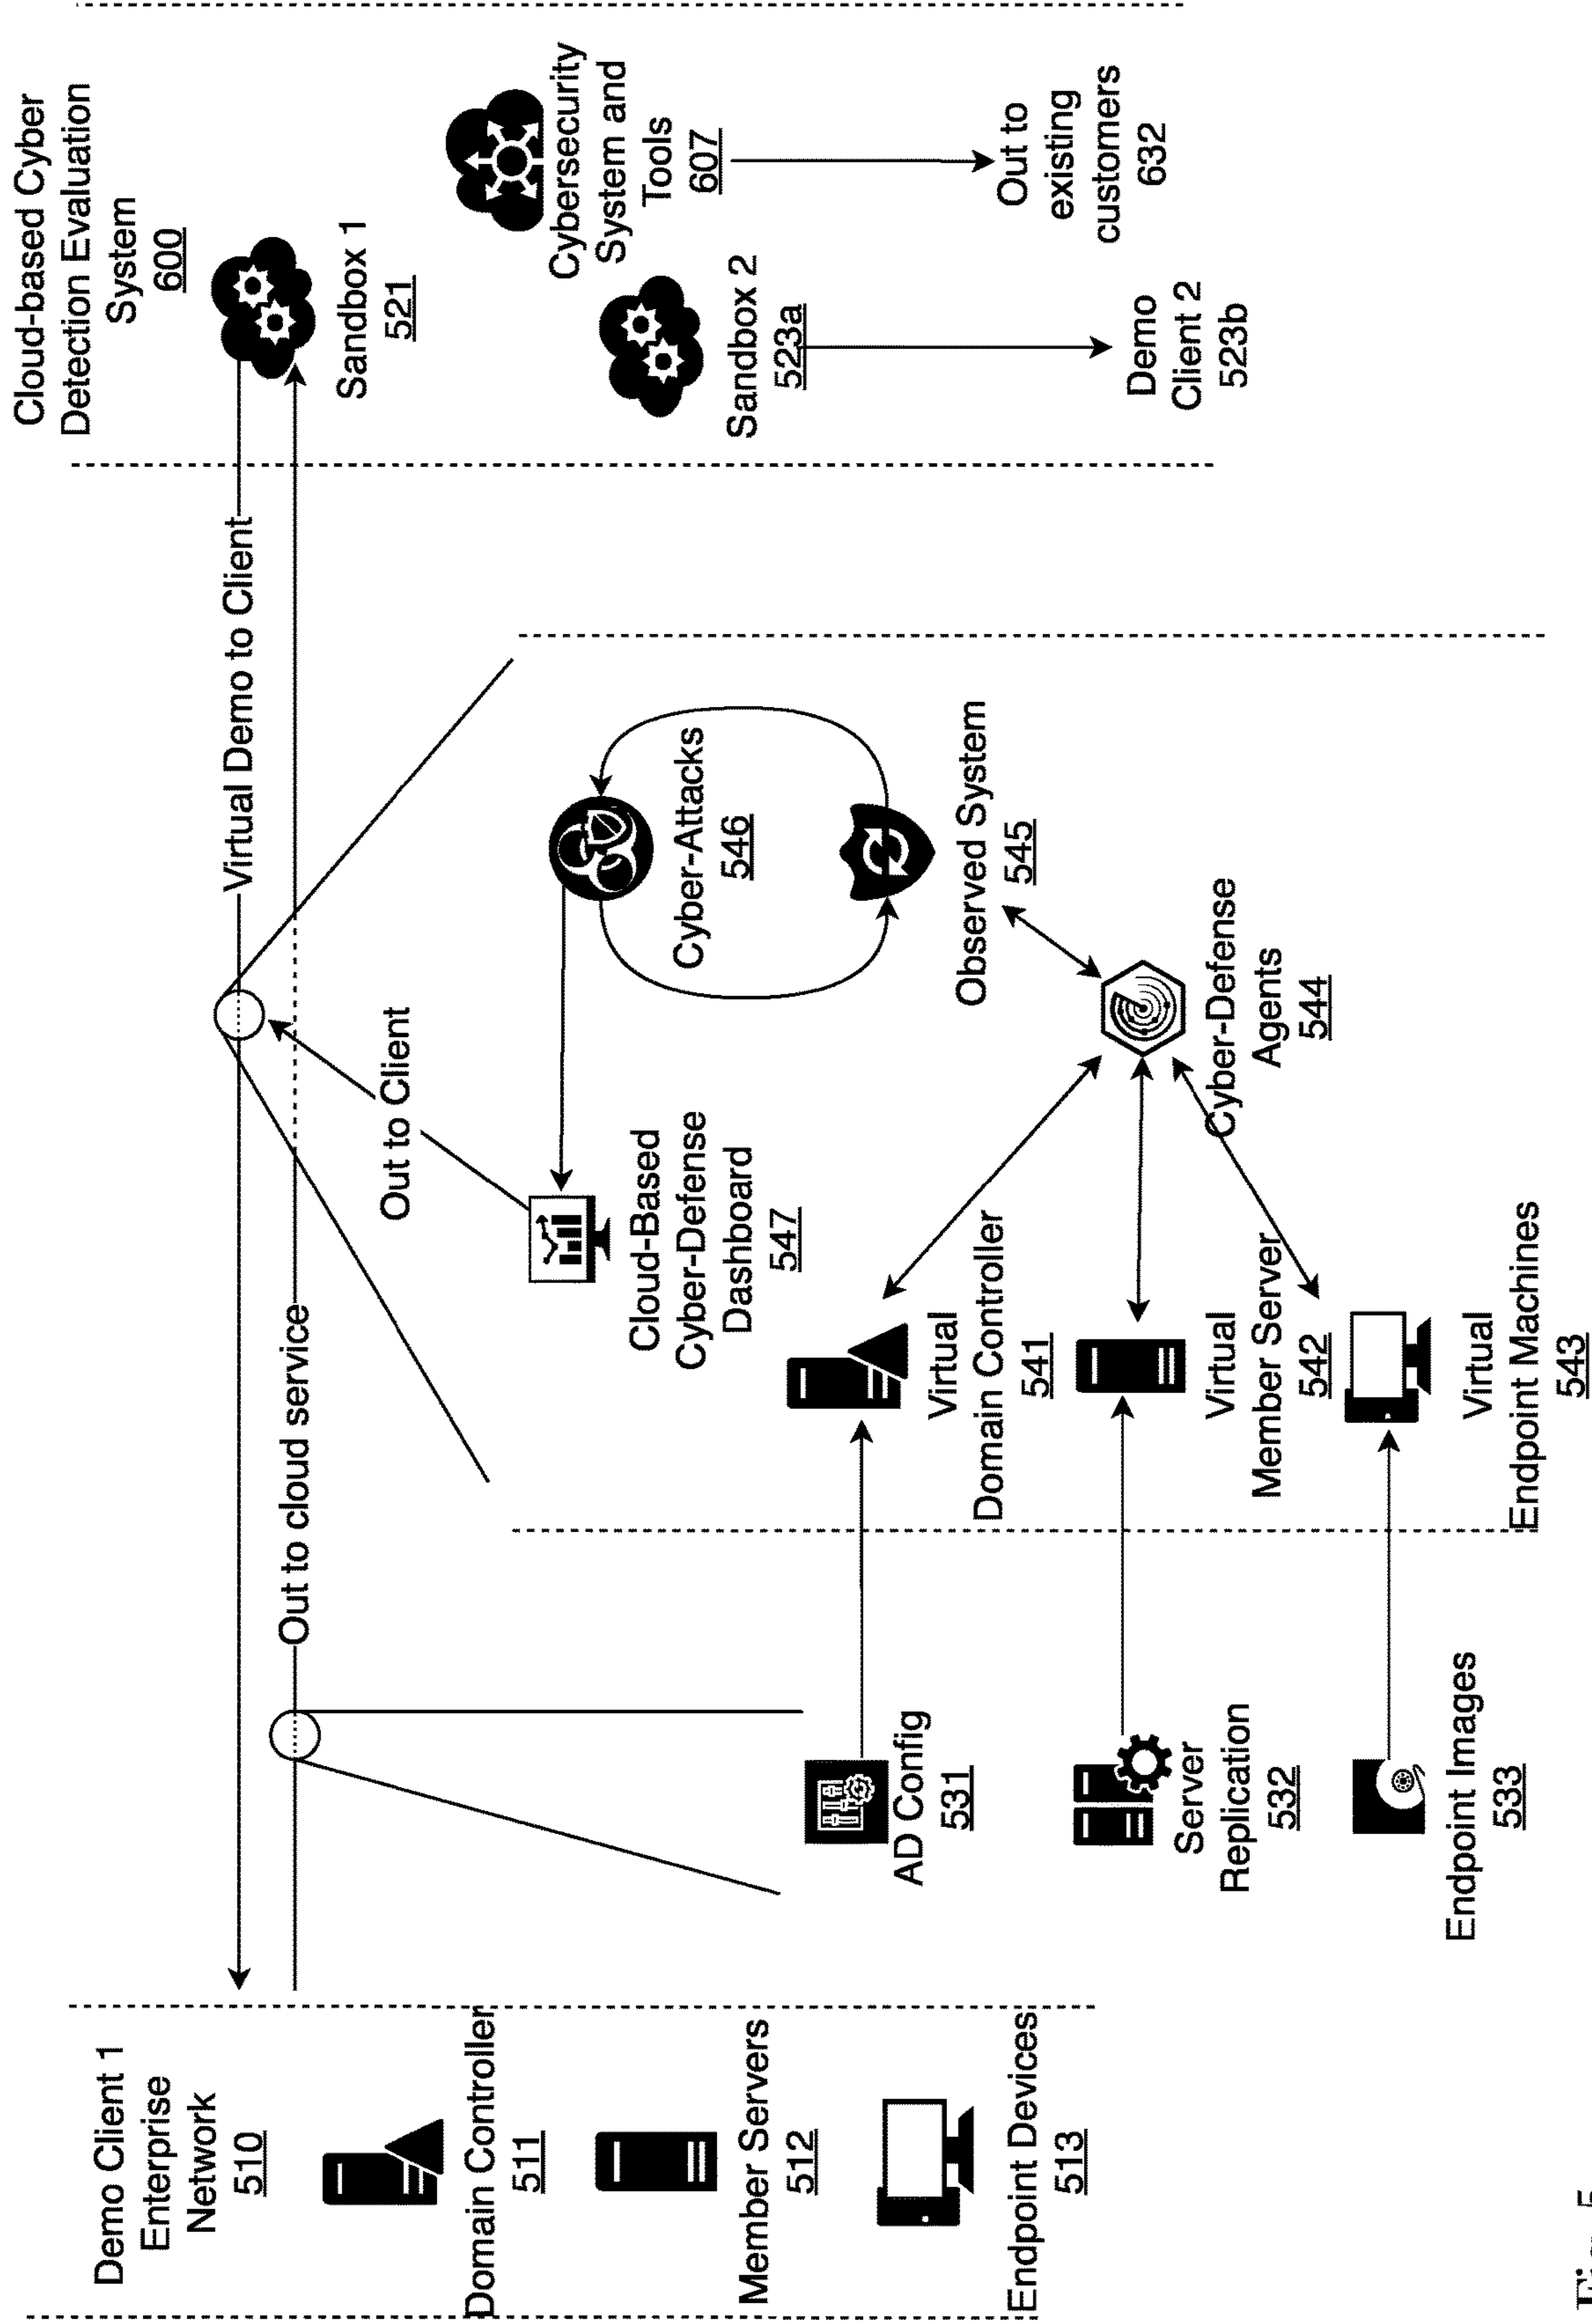 Demo Client 1
Enterprise
Network
510
Domain Controller
511
Member Servers
512
Endpoint Devices
513
Virtual Demo to Client
Out to cloud service
AD Config
531
Server
Replication
532
Endpoint Images
533
Out to Client
Cloud-Based
Cyber-Defense
Dashboard
547
Cyber-Attacks
546
Observed System
545
Cyber-Defense
Agents
544
Virtual
Domain Controller
541
Virtual
Member Server
542
Virtual
Endpoint Machines
543
Cloud-based Cyber
Detection Evaluation
System
600
Sandbox 1
521
Cybersecurity
System and
Tools
607
Sandbox 2
523a
Out to
existing
customers
632
Demo
Client 2
523b
Fig. 5